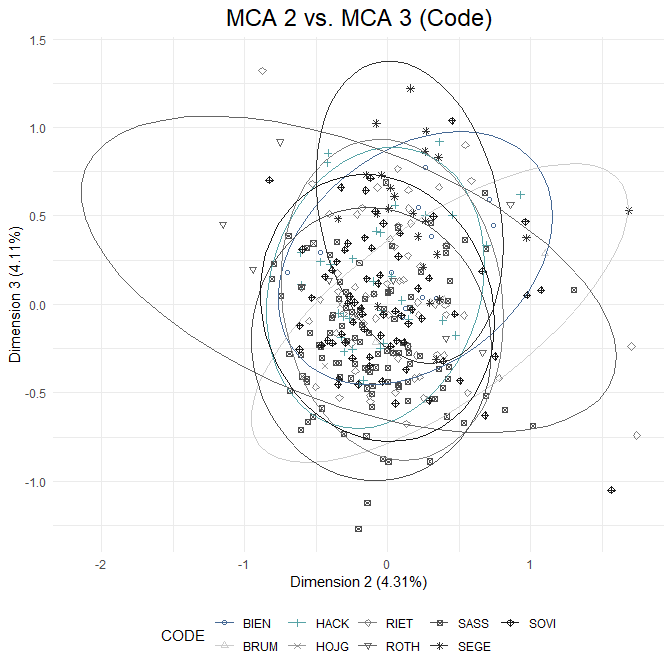 MCA 2 vs. MCA 3 (Code)
1.5
1.0
0.5
0.0
-0.5
-1.0
Dimension 3 (4.11%)
-2 -1 0 1
Dimension 2 (4.31%)
CODE
BIEN HACK RIET SASS SOVI
BRUM HOJG ROTH SEGE